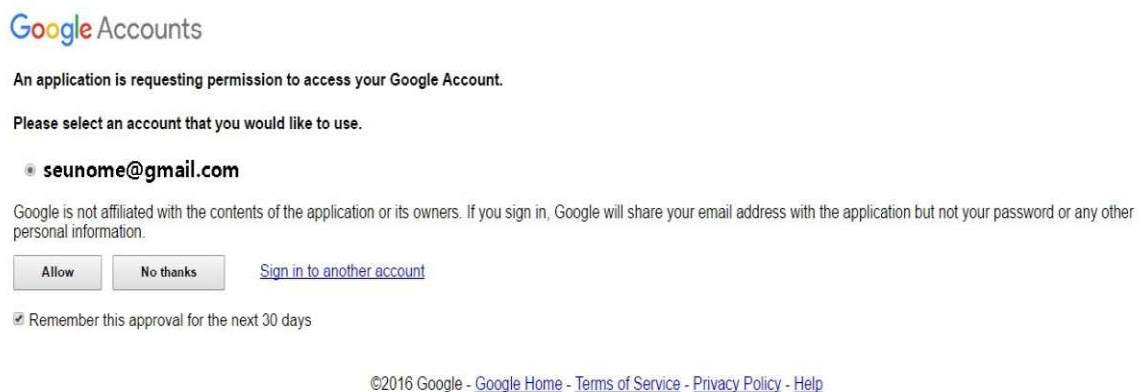 Google Accounts
An application is requesting permission to access your Google Account.
Please select an account that you would like to use.
seunome@gmail.com
Google is not affiliated with the contents of the application or its owners. If you sign in, Google will share your email address with the application but not your password or any other
personal information.
Allow No thanks Sign in to another account
Remember this approval for the next 30 days
©2016 Google - Google Home - Terms of Service - Privacy Policy - Help